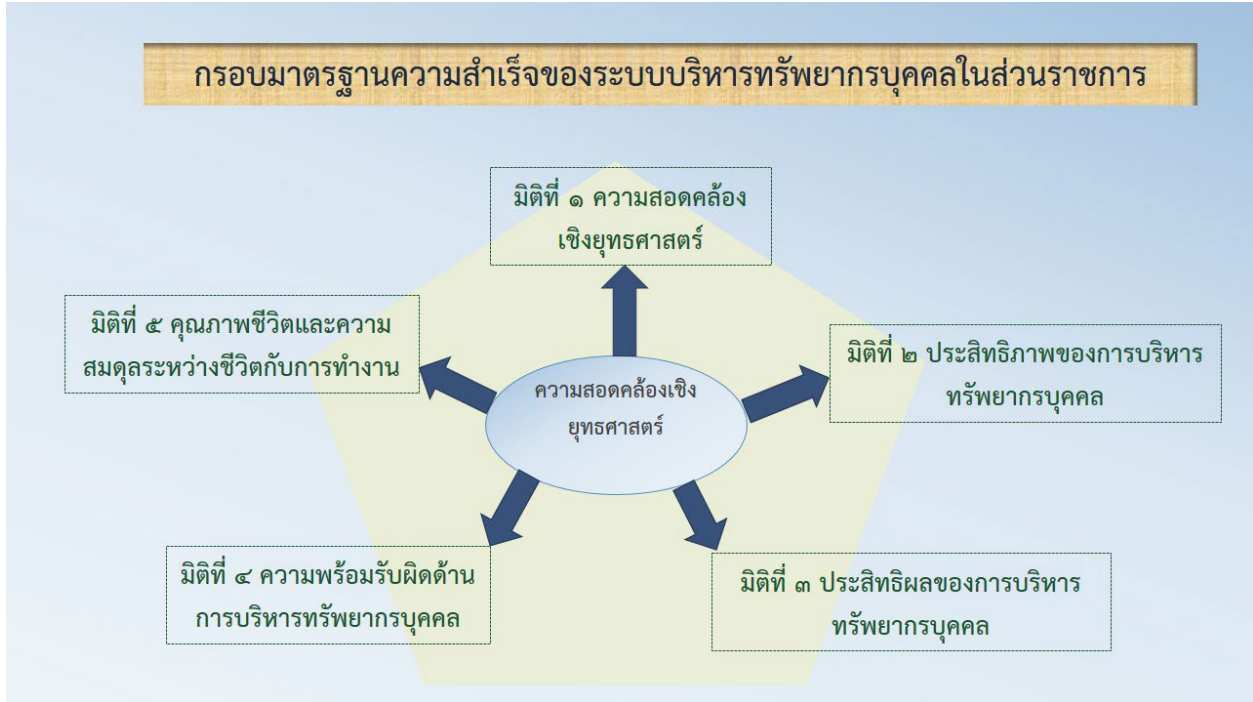 กรอบมาตรฐานความสำเร็จของระบบบริหารทรัพยากรบุคคลในส่วนราชการ
มิติที่ ๑ ความสอดคล้อง
เชิงยุทธศาสตร์
มิติที่ ๕ คุณภาพชีวิตและความ
สมดุลระหว่างชีวิตกับการทำงาน
มิติที่ ๒ ประสิทธิภาพของการบริหาร
ทรัพยากรบุคคล
ความสอดคล้องเชิง
ยุทธศาสตร์
มิติที่ ๔ ความพร้อมรับผิดด้าน
การบริหารทรัพยากรบุคคล
มิติที่ ๓ ประสิทธิผลของการบริหาร
ทรัพยากรบุคคล